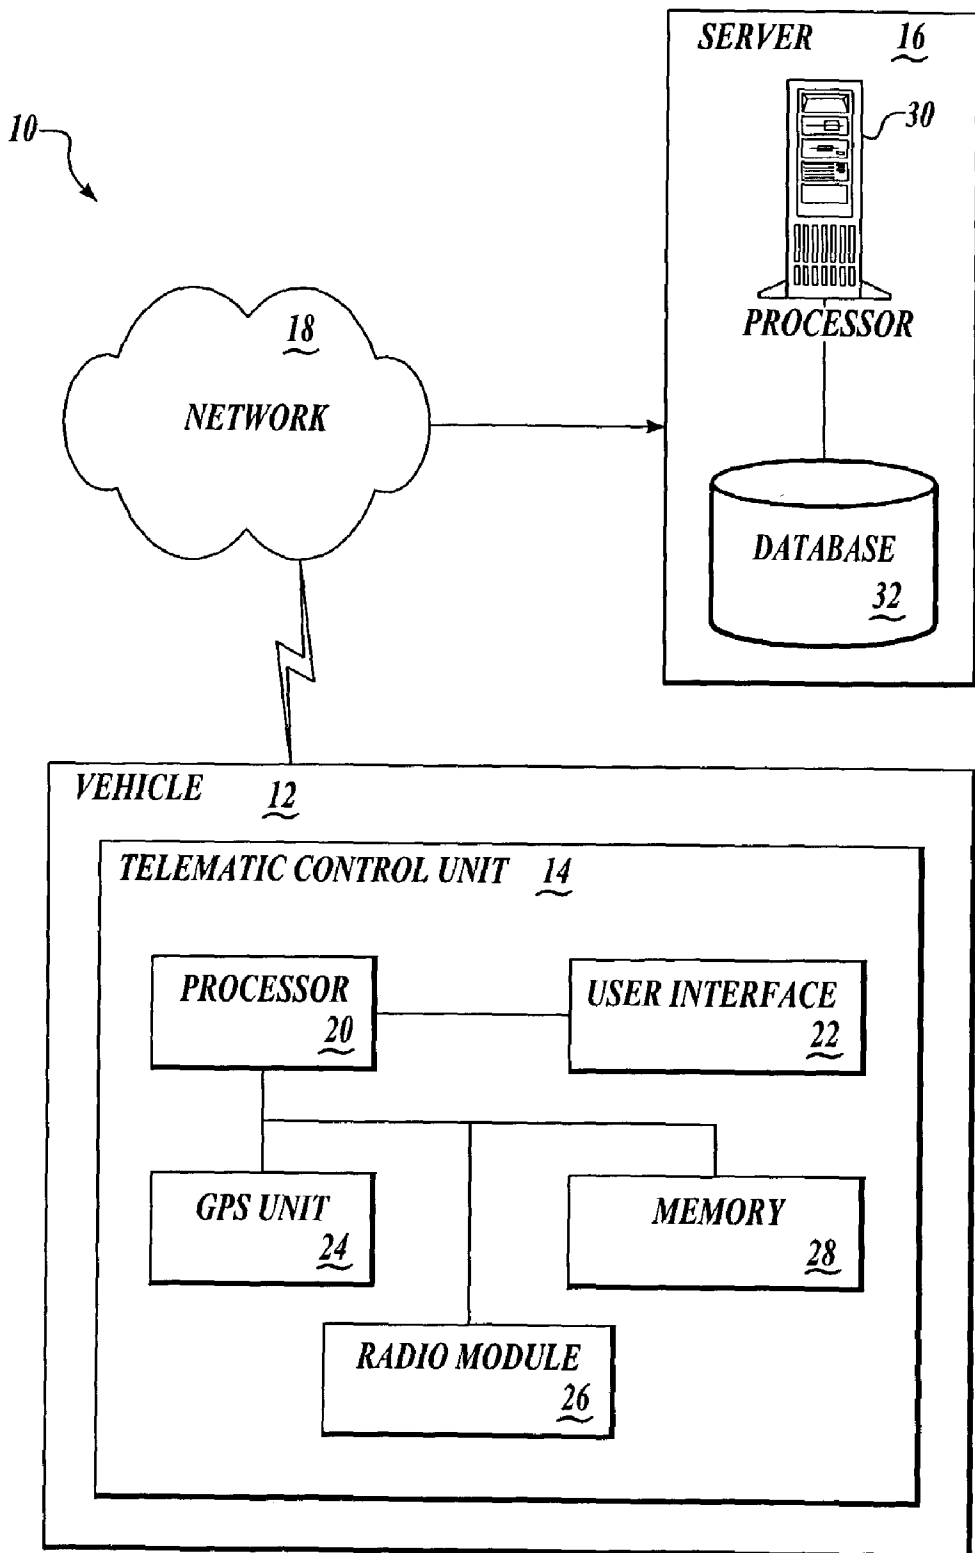 SERVER 16
10
30
PROCESSOR
18
NETWORK
DATABASE
32
VEHICLE 12
TELEMATIC CONTROL UNIT 14
PROCESSOR
20
USER INTERFACE
22
GPS UNIT
24
MEMORY
28
RADIO MODULE
26